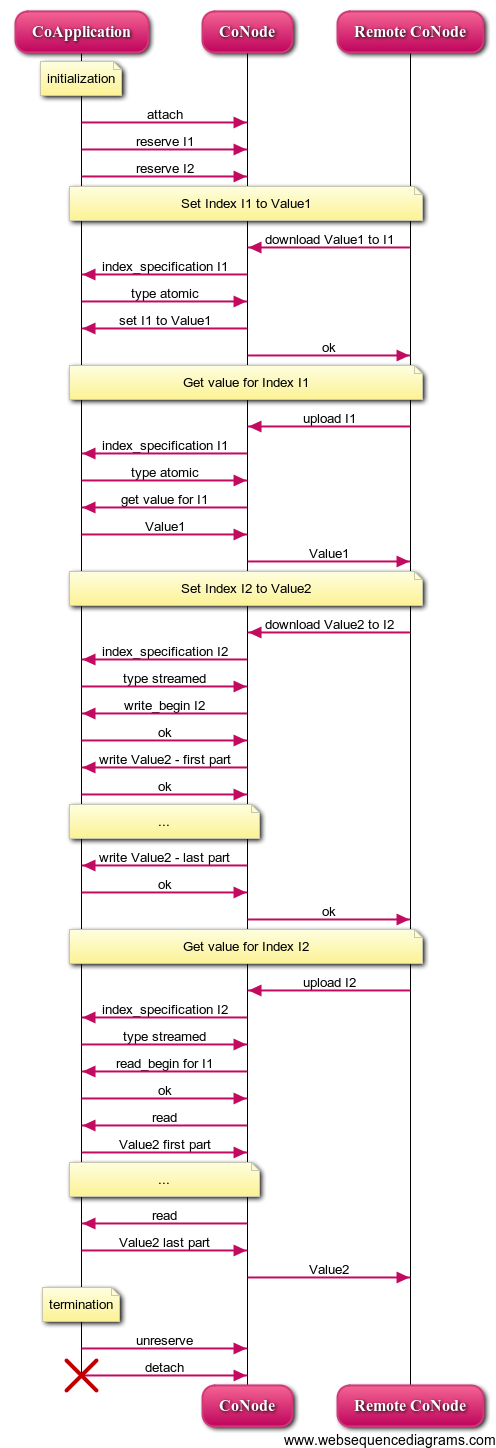 CoApplication CoNode Remote CoNode
initialization
attach
reserve I1
reserve I2
Set Index I1 to Value1
download Value1 to I1
index_specification I1
type atomic
set I1 to Value1
ok
Get value for Index I1
upload I1
index_specification I1
type atomic
get value for I1
Value1
Value1
Set Index I2 to Value2
download Value2 to I2
index_specification I2
type streamed
write_begin I2
ok
write Value2 - first part
ok
...
write Value2 - last part
ok
ok
Get value for Index I2
upload I2
index_specification I2
type streamed
read_begin for I1
ok
read
Value2 first part
...
read
Value2 last part
Value2
termination
unreserve
detach
CoNode Remote CoNode
www.websequencediagrams.com